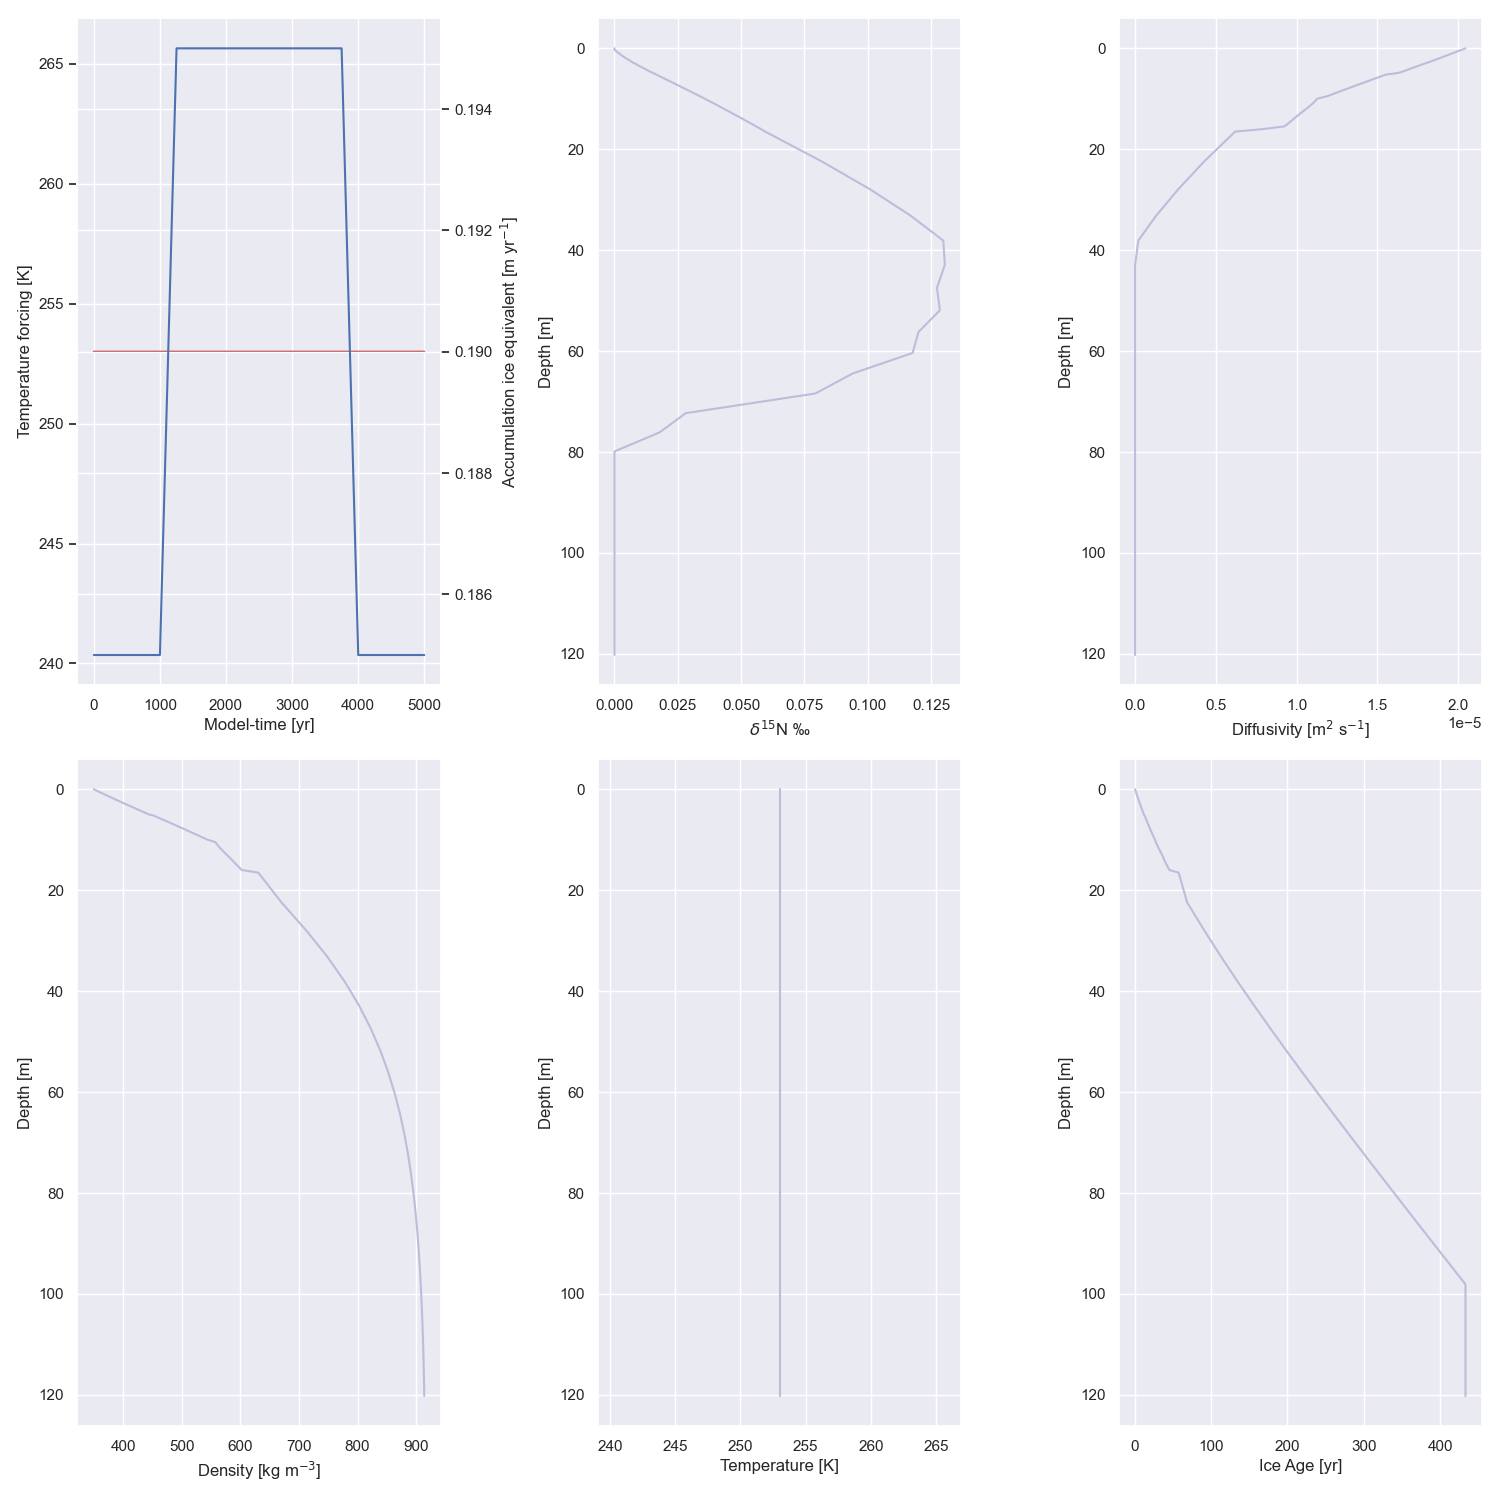 265
260
255
250
245
240
Temperature forcing [K]
0.194
0.192
0.190
0.188
0.186
Accumulation ice equivalent [m yr⁻¹]
0 1000 2000 3000 4000 5000
Model-time [yr]
0
20
40
60
80
100
120
Depth [m]
0.000 0.025 0.050 0.075 0.100 0.125
δ¹⁵N ‰
0
20
40
60
80
100
120
Depth [m]
0.0 0.5 1.0 1.5 2.0
1e−5
Diffusivity [m² s⁻¹]
0
20
40
60
80
100
120
Depth [m]
400 500 600 700 800 900
Density [kg m⁻³]
0
20
40
60
80
100
120
Depth [m]
240 245 250 255 260 265
Temperature [K]
0
20
40
60
80
100
120
Depth [m]
0 100 200 300 400
Ice Age [yr]